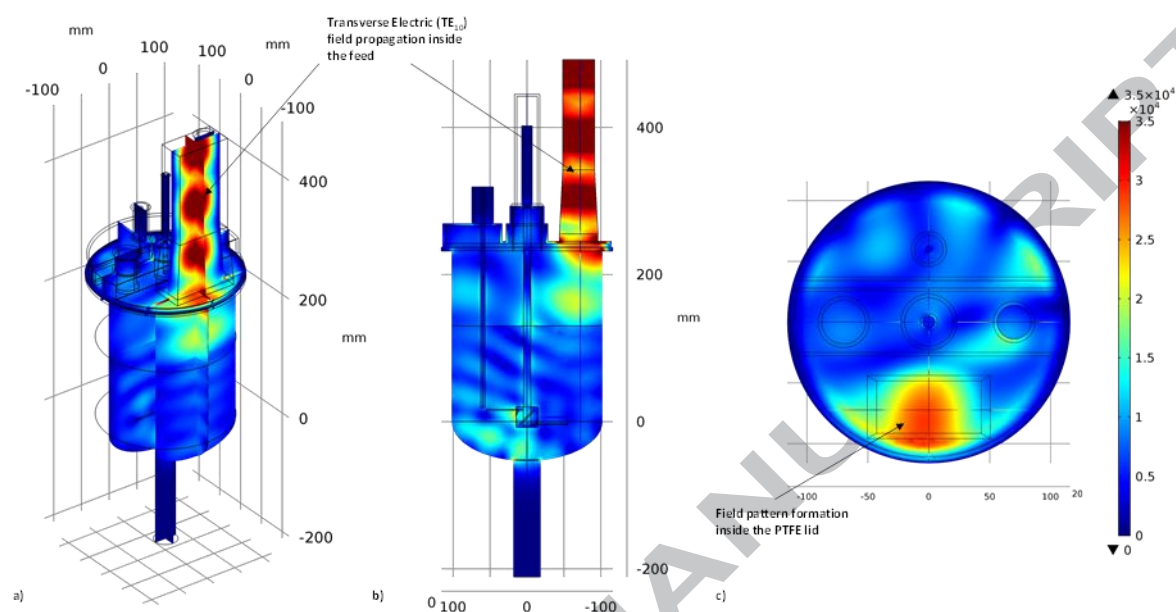 Transverse Electric (TE₁₀)
field propagation inside
the feed
mm
100
100
mm
0
0
-100
-100
400
200
mm
0
-200
a)
400
200
mm
0
-200
b)
0 100
0
-100
3.5×10⁴
×10⁴
3.5
3
2.5
2
1.5
1
0.5
0
0
-100
-50
0
50
100
20
Field pattern formation
inside the PTFE lid
c)
MANU
RIPT